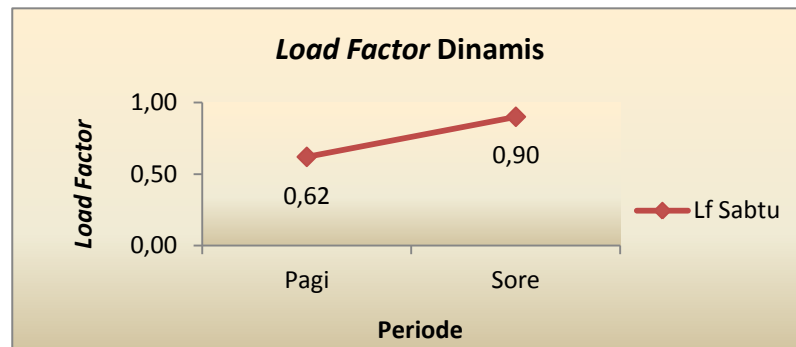 Load Factor Dinamis
Load Factor
1,00
0,50
0,00
0,62
0,90
Pagi
Sore
Periode
Lf Sabtu